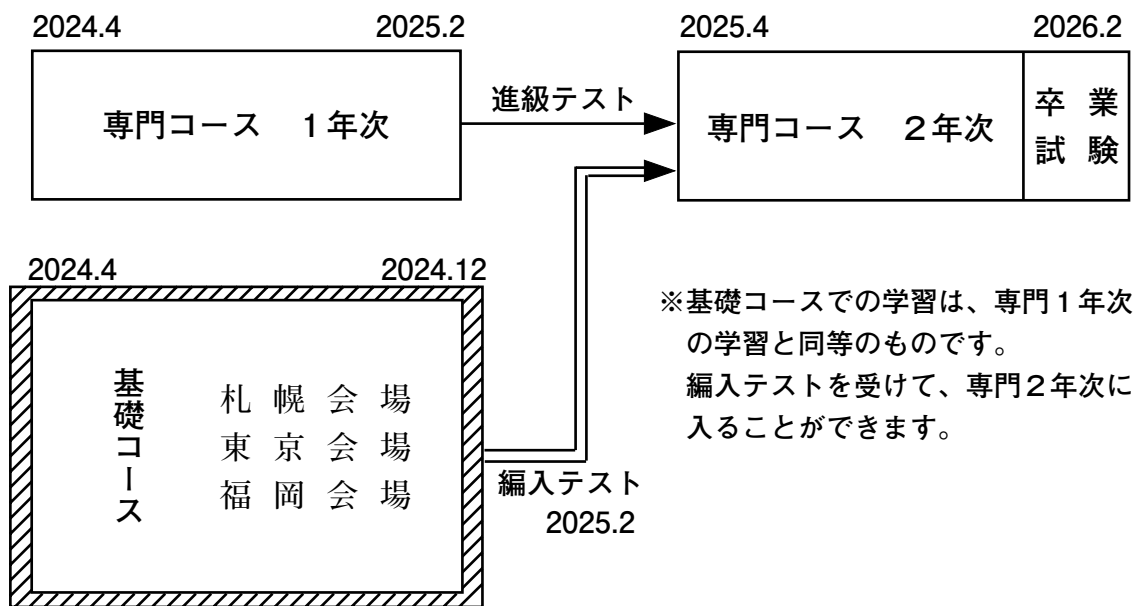 2024.4 2025.2
専門コース 1年次
進級テスト
2025.4 2026.2
専門コース 2年次
卒業
試験
2024.4 2024.12
基礎コース
札幌会場
東京会場
福岡会場
編入テスト
2025.2
※基礎コースでの学習は、専門1年次
の学習と同等のものです。
編入テストを受けて、専門2年次に
入ることができます。